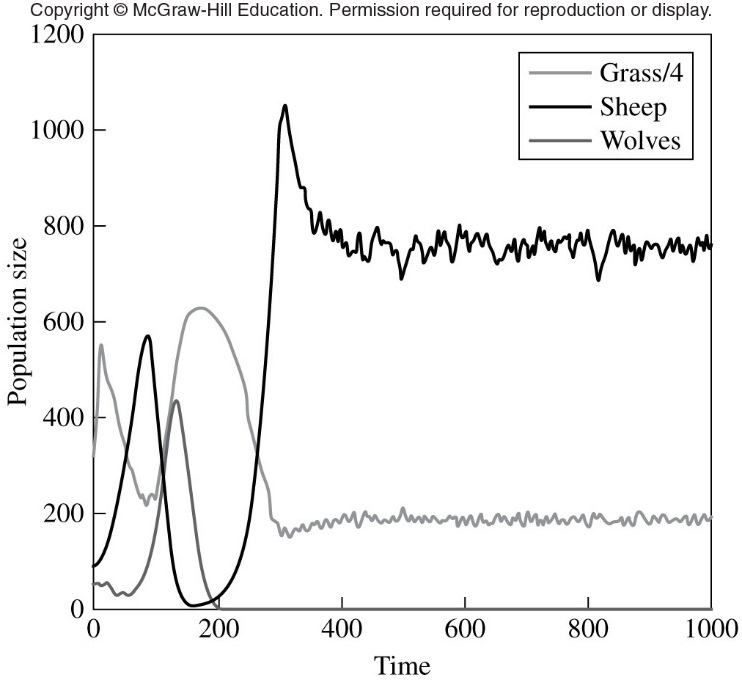 Copyright © McGraw-Hill Education. Permission required for reproduction or display.
1200
1000
800
600
400
200
0
Population size
Grass/4
Sheep
Wolves
0 200 400 600 800 1000
Time